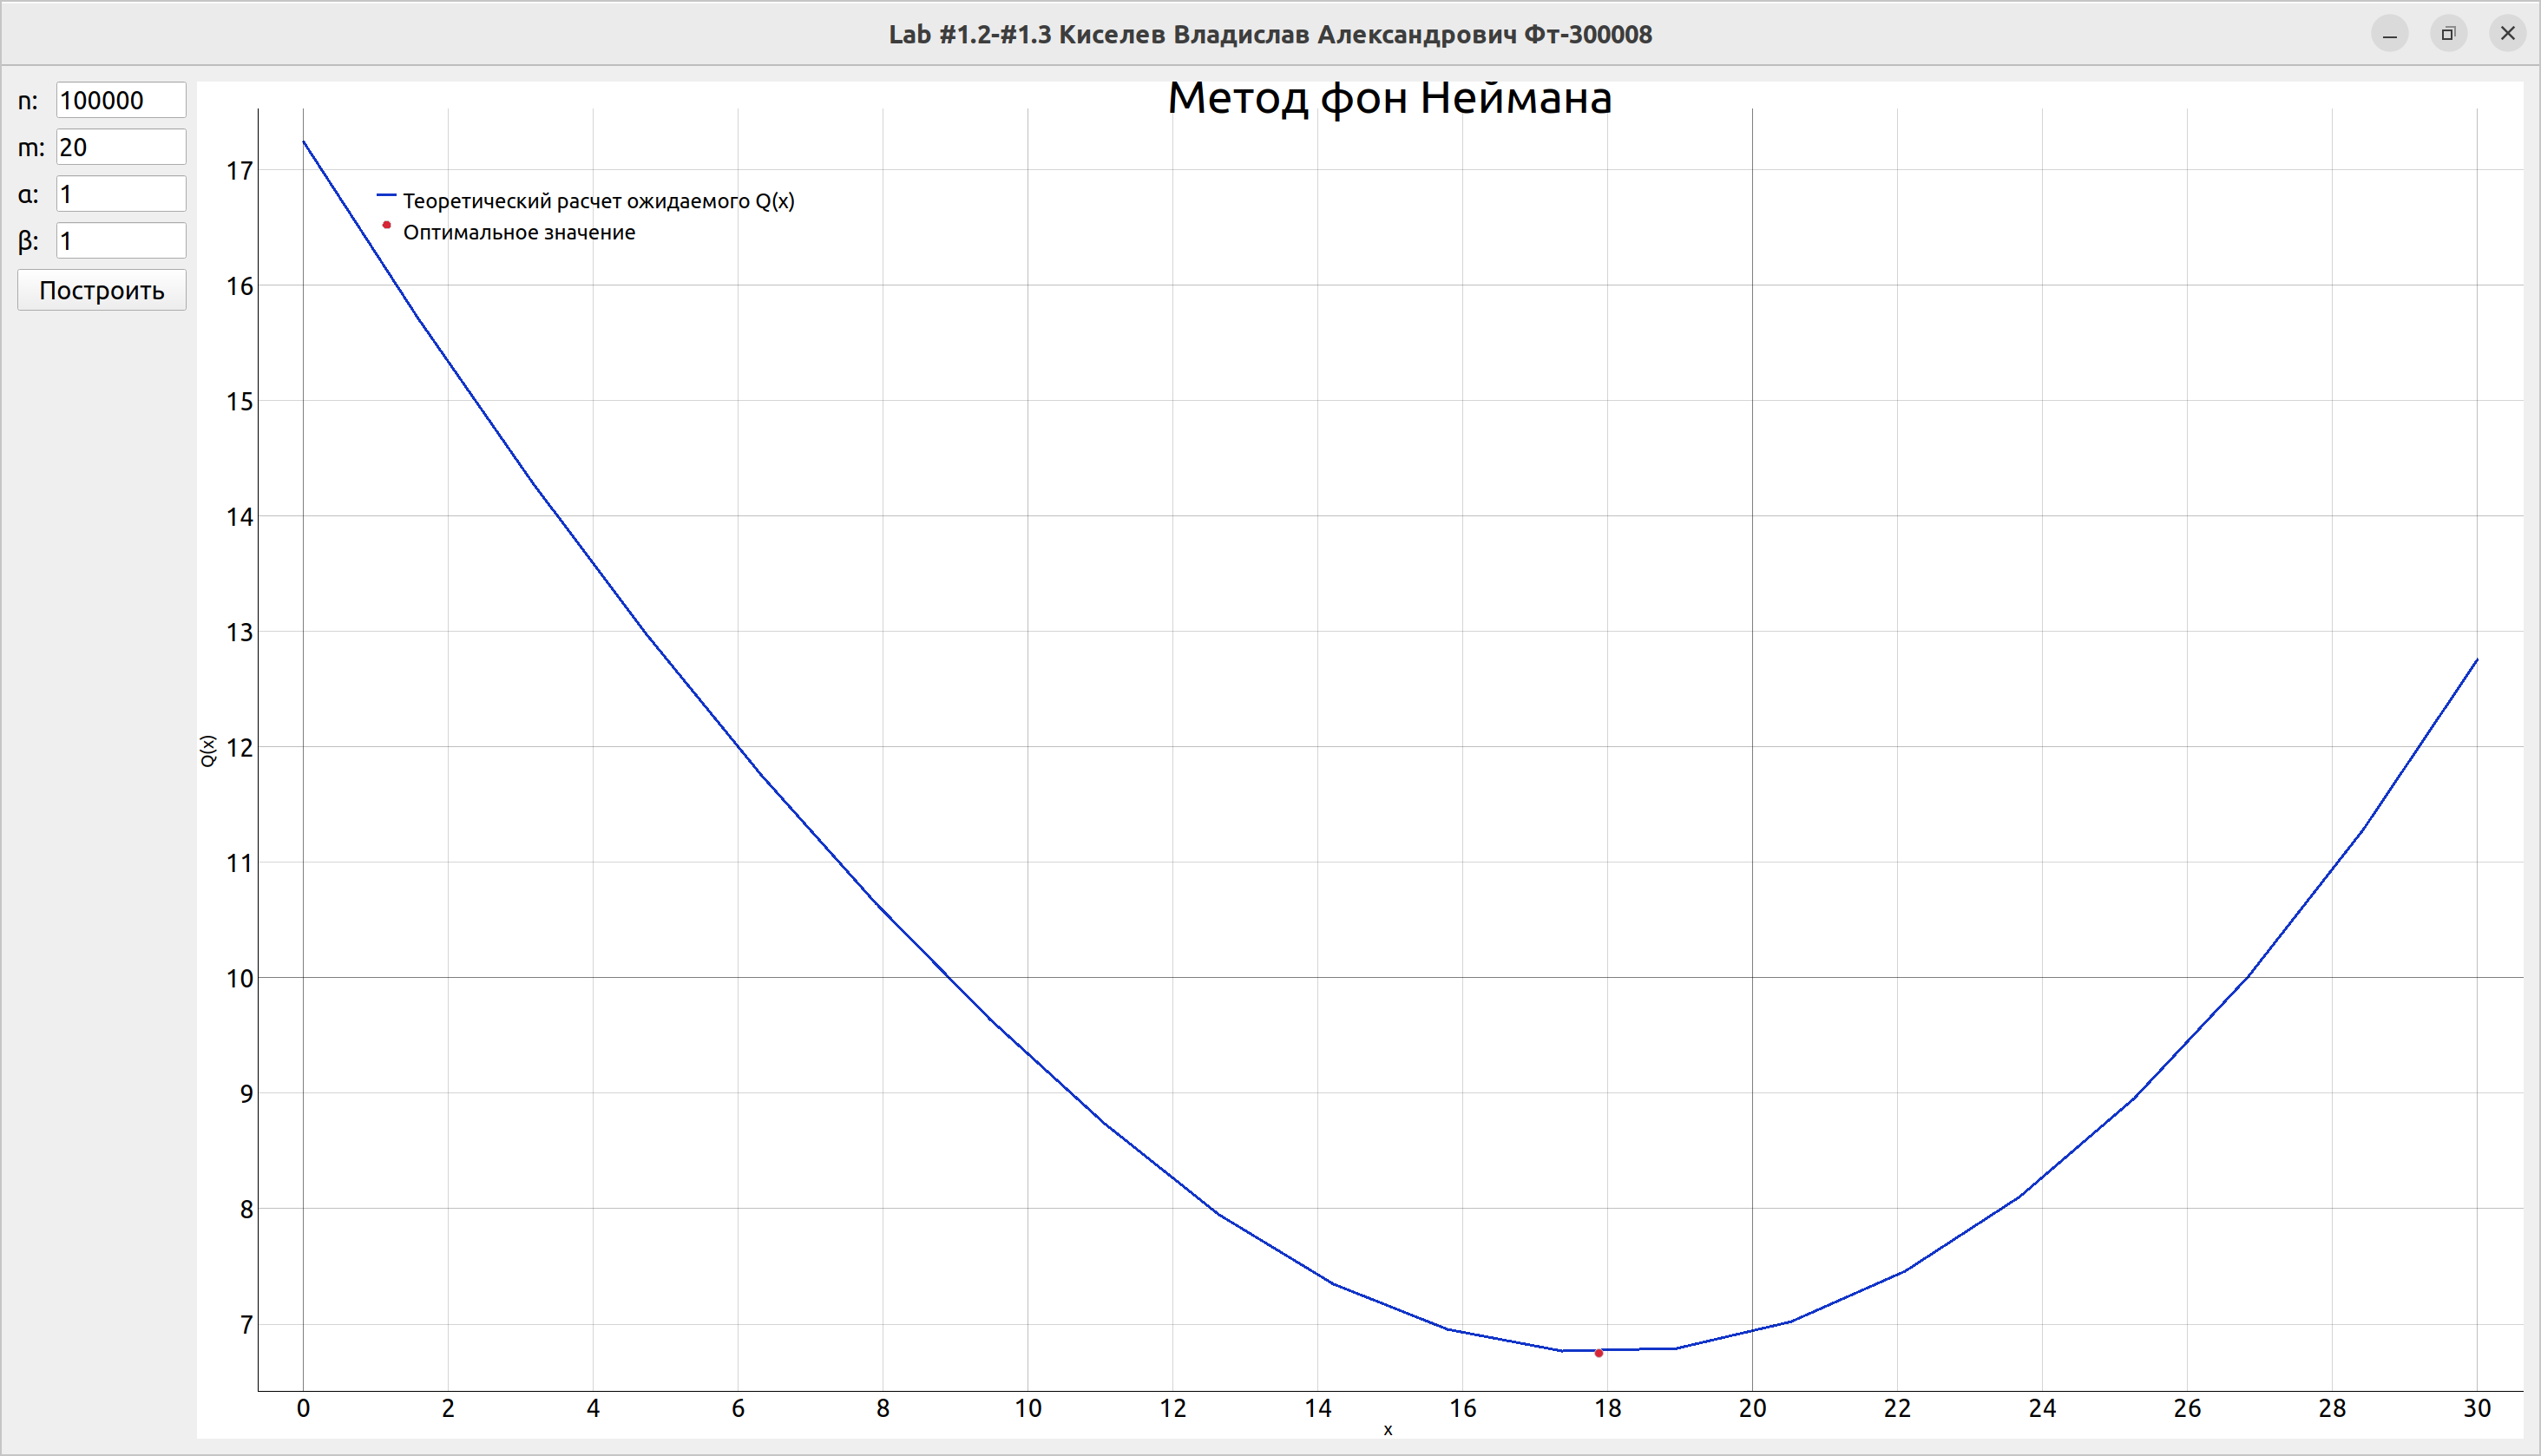 Lab #1.2-#1.3 Киселев Владислав Александрович Фт-300008
n: 100000
m: 20
α: 1
β: 1
Построить
Метод фон Неймана
Теоретический расчет ожидаемого Q(x)
Оптимальное значение
17
16
15
14
13
12
11
10
9
8
7
Q(x)
0 2 4 6 8 10 12 14 16 18 20 22 24 26 28 30
x